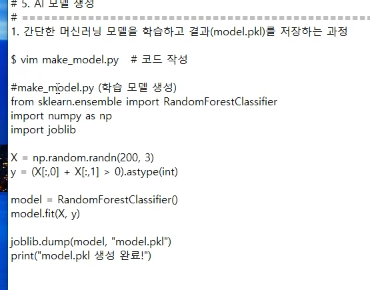 # 5. AI 모델 생성
# ================================================
1. 간단한 머신러닝 모델을 학습하고 결과(model.pkl)를 저장하는 과정
$ vim make_model.py # 코드 작성
#make_model.py (학습 모델 생성)
from sklearn.ensemble import RandomForestClassifier
import numpy as np
import joblib
X = np.random.randn(200, 3)
y = (X[:,0] + X[:,1] > 0).astype(int)
model = RandomForestClassifier()
model.fit(X, y)
joblib.dump(model, "model.pkl")
print("model.pkl 생성 완료!")